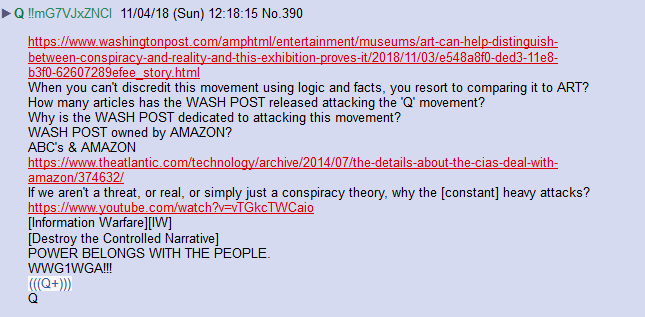 ▶ Q !!mG7VJxZNCI 11/04/18 (Sun) 12:18:15 No.390
https://www.washingtonpost.com/amphtml/entertainment/museums/art-can-help-distinguish-
between-conspiracy-and-reality-and-this-exhibition-proves-it/2018/11/03/e548a8f0-ded3-11e8-
b3f0-62607289efee_story.html
When you can't discredit this movement using logic and facts, you resort to comparing it to ART?
How many articles has the WASH POST released attacking the 'Q' movement?
Why is the WASH POST dedicated to attacking this movement?
WASH POST owned by AMAZON?
ABC's & AMAZON
https://www.theatlantic.com/technology/archive/2014/07/the-details-about-the-cias-deal-with-
amazon/374632/
If we aren't a threat, or real, or simply just a conspiracy theory, why the [constant] heavy attacks?
https://www.youtube.com/watch?v=vTGkcTWCaio
[Information Warfare][IW]
[Destroy the Controlled Narrative]
POWER BELONGS WITH THE PEOPLE.
WWG1WGA!!!
(((Q+)))
Q